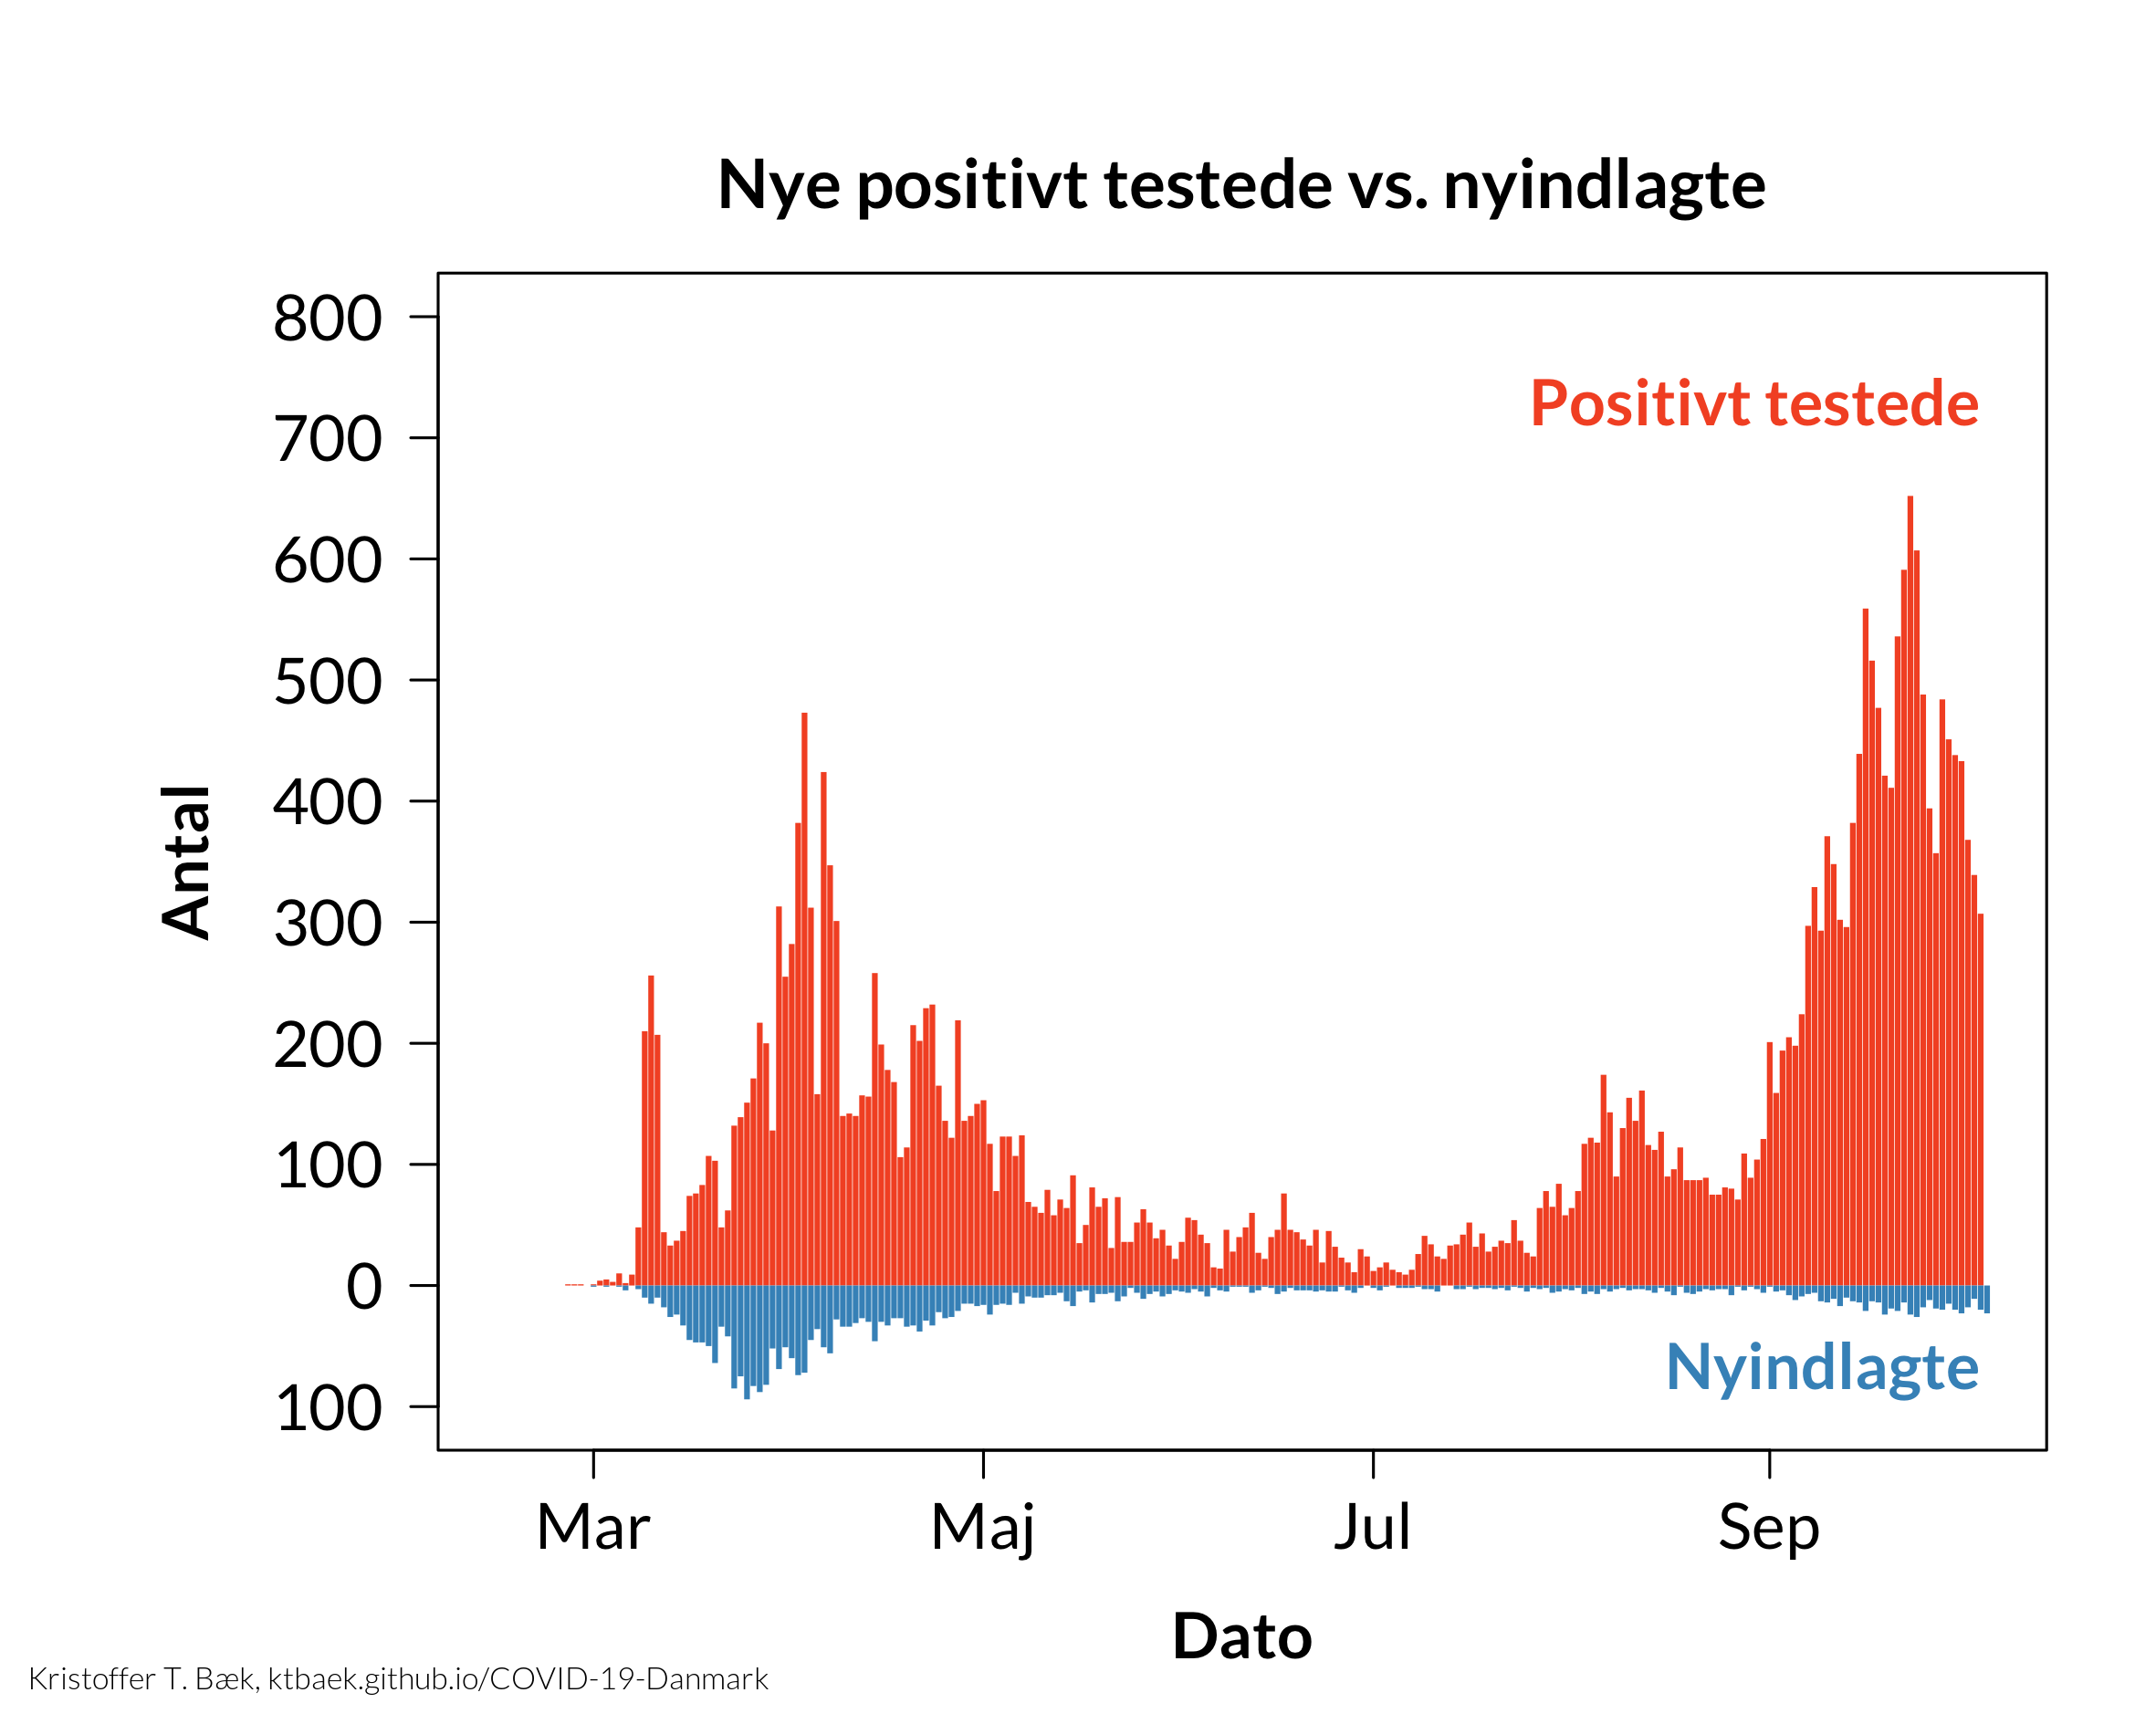 Nye positivt testede vs. nyindlagte
800
700
600
500
400
300
200
100
0
100
Antal
Positivt testede
Nyindlagte
Mar Maj Jul Sep
Dato
Kristoffer T. Bæk, ktbaek.github.io/COVID-19-Danmark